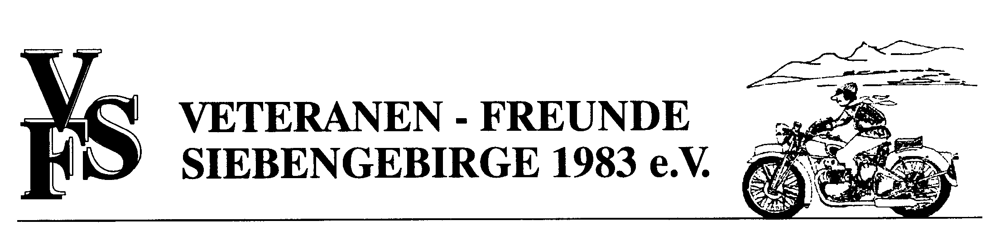 VFS
VETERANEN - FREUNDE
SIEBENGEBIRGE 1983 e.V.